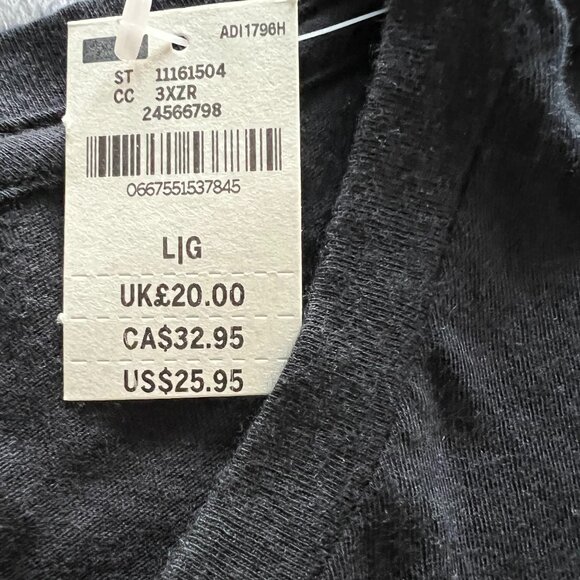 ADI1796H
ST 11161504
CC 3XZR
24566798
0667551537845
L|G
UK£20.00
CA$32.95
US$25.95